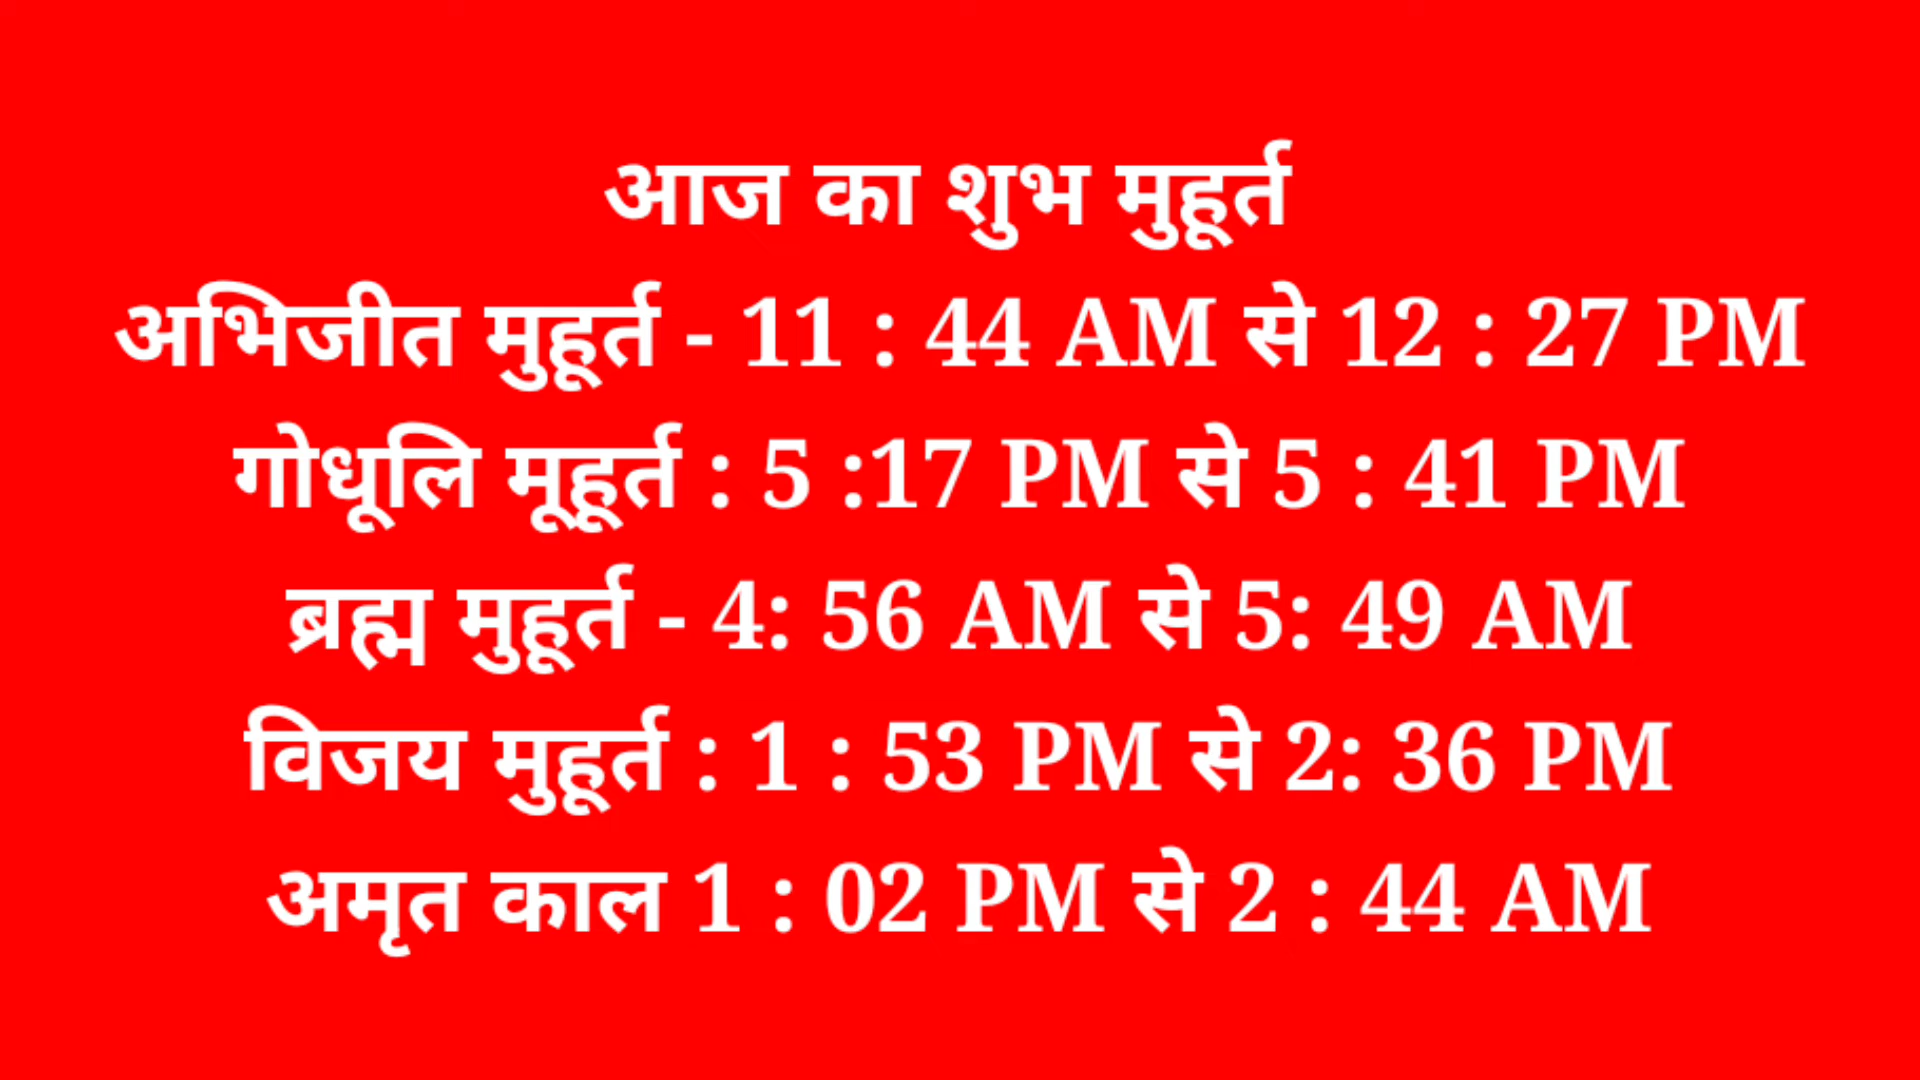 आज का शुभ मुहूर्त
अभिजीत मुहूर्त - 11 : 44 AM से 12 : 27 PM
गोधूलि मूहूर्त : 5 :17 PM से 5 : 41 PM
ब्रह्म मुहूर्त - 4: 56 AM से 5: 49 AM
विजय मुहूर्त : 1 : 53 PM से 2: 36 PM
अमृत काल 1 : 02 PM से 2 : 44 AM